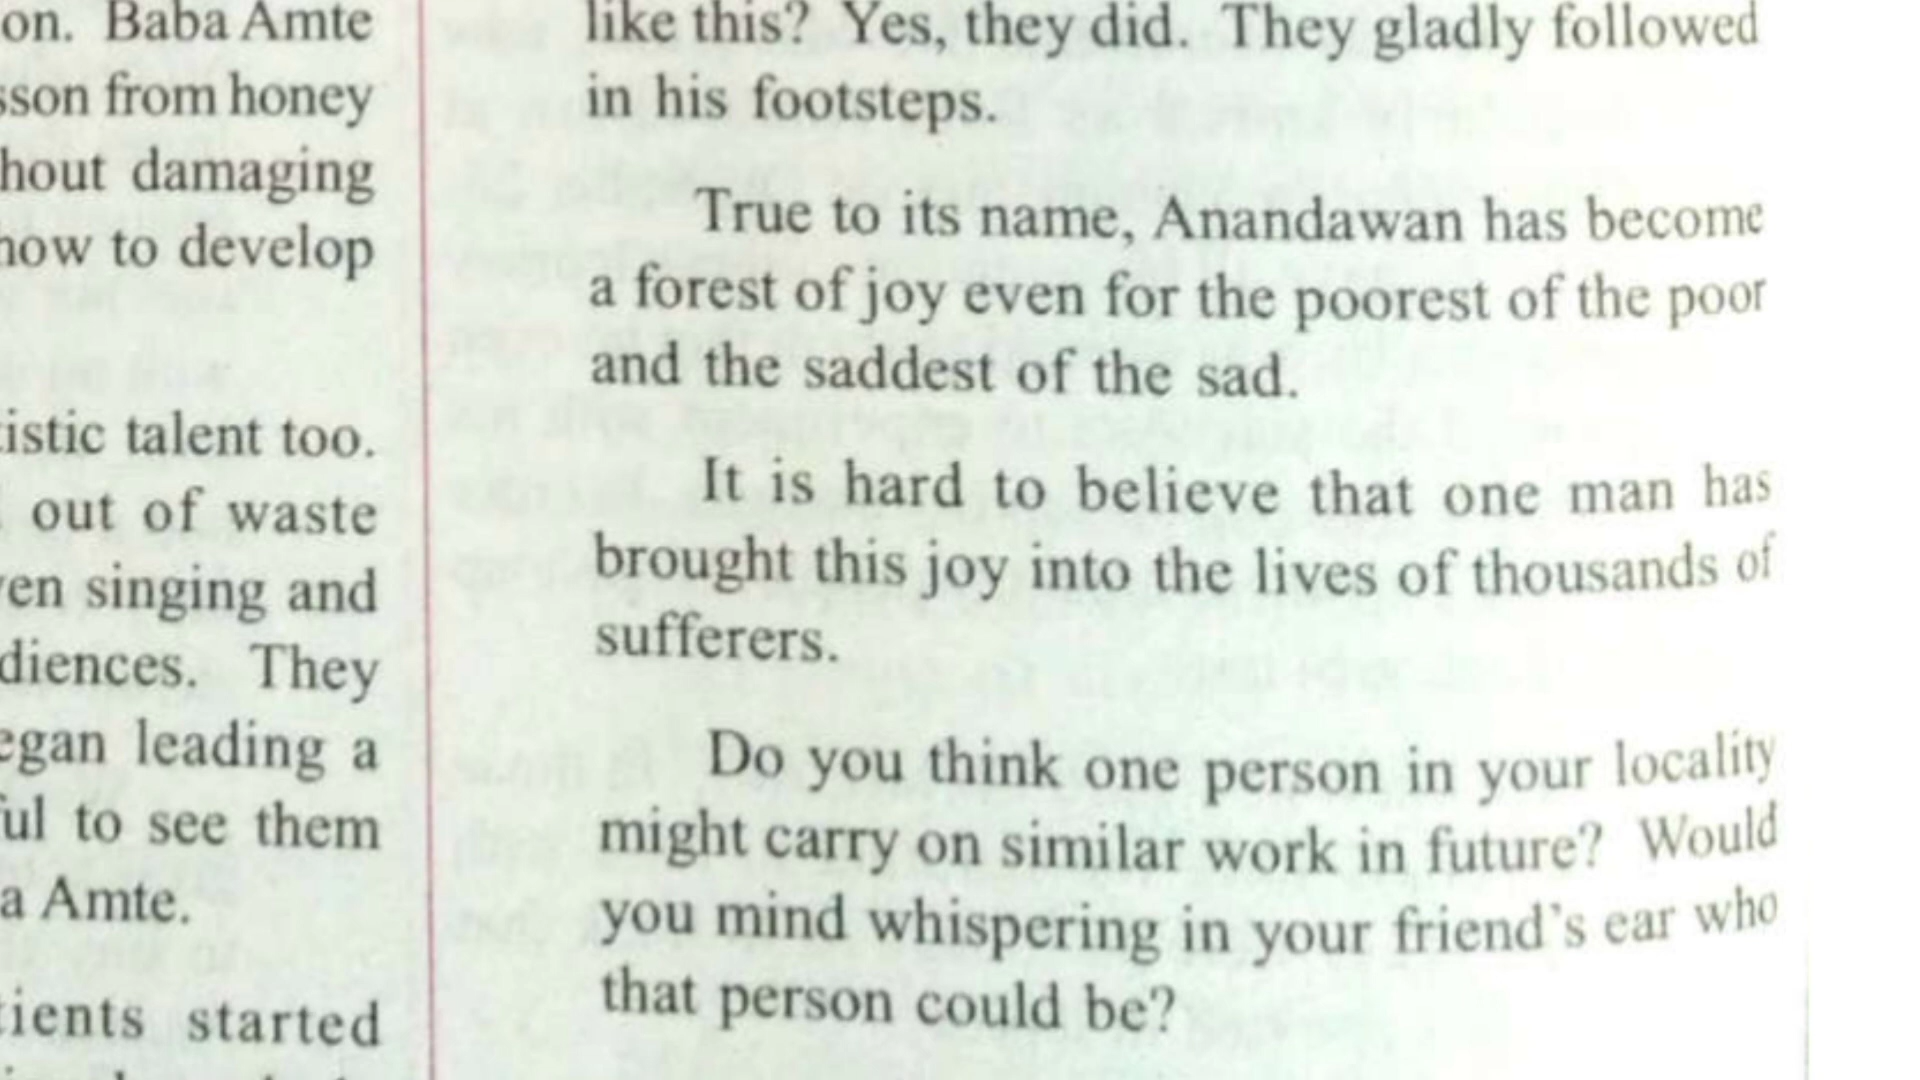 on. Baba Amte
sson from honey
hout damaging
how to develop
istic talent too.
out of waste
en singing and
diences. They
egan leading a
ul to see them
a Amte.
tients started
like this? Yes, they did. They gladly followed
in his footsteps.
True to its name, Anandawan has become
a forest of joy even for the poorest of the poor
and the saddest of the sad.
It is hard to believe that one man has
brought this joy into the lives of thousands of
sufferers.
Do you think one person in your locality
might carry on similar work in future? Would
you mind whispering in your friend's ear who
that person could be?